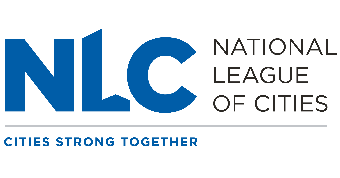 NLC
NATIONAL
LEAGUE
OF CITIES
CITIES STRONG TOGETHER